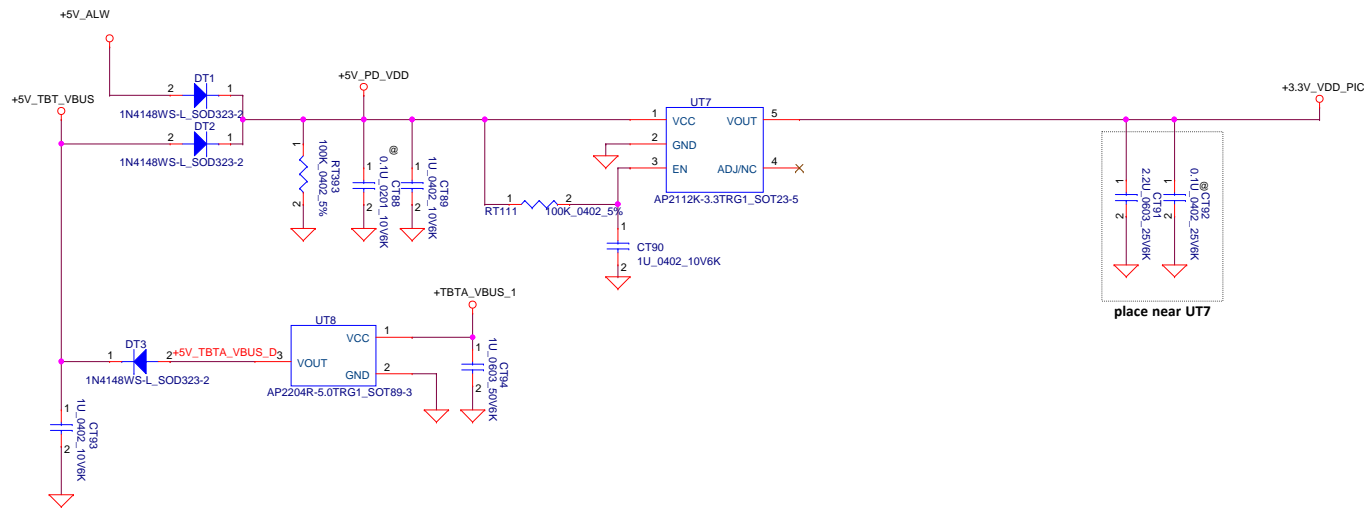 +5V_ALW
+5V_TBT_VBUS
DT1
2 1
1N4148WS-L_SOD323-2
DT2
2 1
1N4148WS-L_SOD323-2
+5V_PD_VDD
1
2
RT393
100K_0402_5%
@
1
2
CT88
0.1U_0201_10V6K
1
2
CT89
1U_0402_10V6K
UT7
1 VCC VOUT 5
2 GND
3 EN ADJ/NC 4
AP2112K-3.3TRG1_SOT23-5
1 2
RT111 100K_0402_5%
1
CT90
1U_0402_10V6K
2
+3.3V_VDD_PIC
1
2
CT91
2.2U_0603_25V6K
1
2
@
CT92
0.1U_0402_25V6K
place near UT7
+TBTA_VBUS_1
UT8
VCC 1
+5V_TBTA_VBUS_D 3 VOUT
GND 2
AP2204R-5.0TRG1_SOT89-3
1
2
CT94
1U_0603_50V6K
DT3
1 2
1N4148WS-L_SOD323-2
1
2
CT93
1U_0402_10V6K